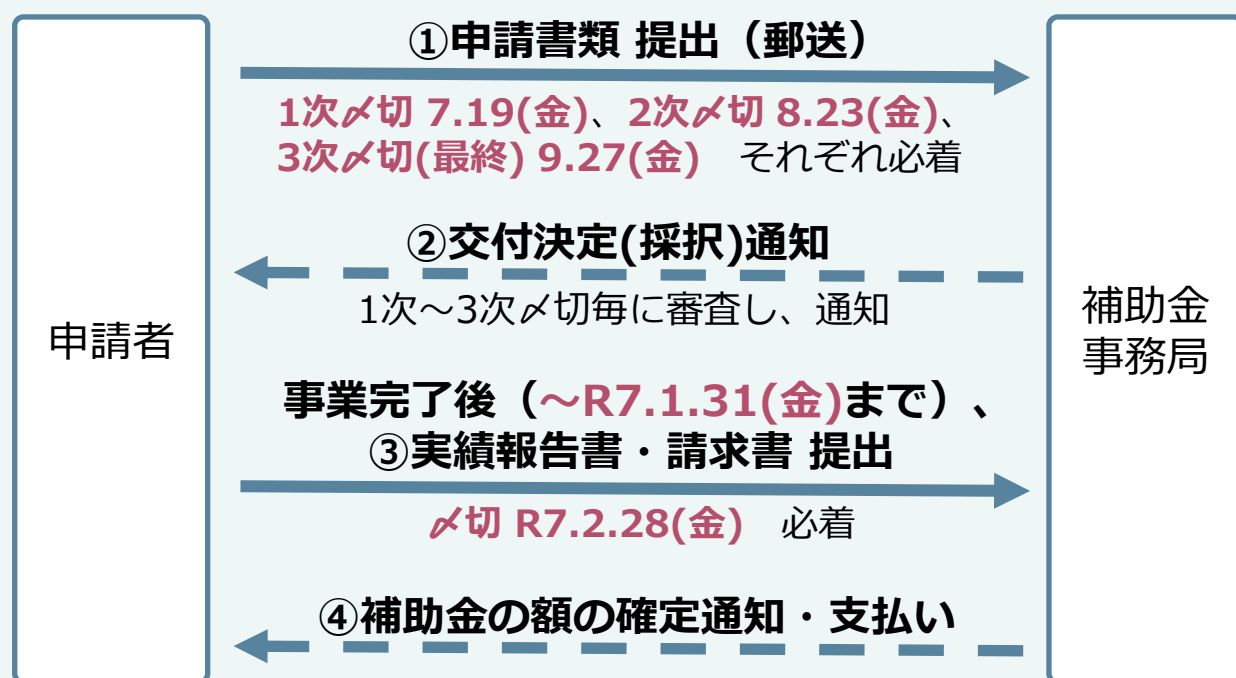 ①申請書類 提出（郵送）
1次〆切 7.19(金)、2次〆切 8.23(金)、
3次〆切(最終) 9.27(金)　それぞれ必着
②交付決定(採択)通知
1次～3次〆切毎に審査し、通知
申請者
補助金
事務局
事業完了後（～R7.1.31(金)まで）、
③実績報告書・請求書 提出
〆切 R7.2.28(金)　必着
④補助金の額の確定通知・支払い